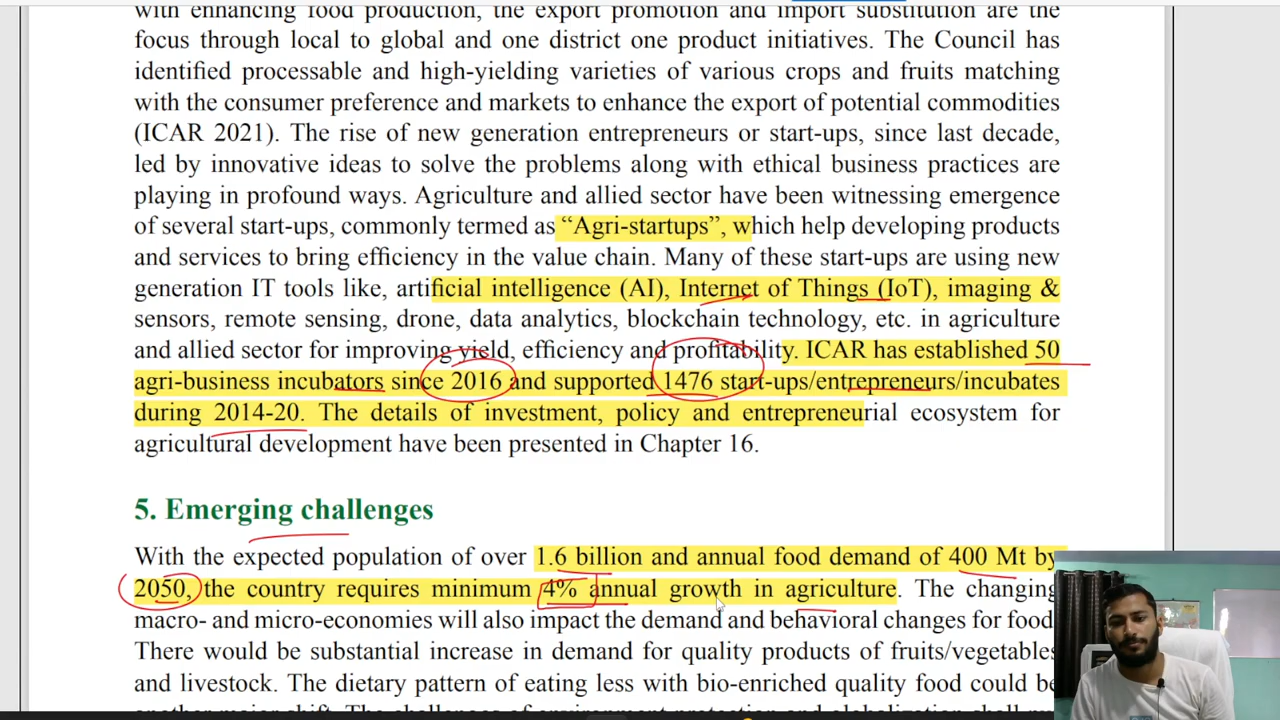 with enhancing food production, the export promotion and import substitution are the
focus through local to global and one district one product initiatives. The Council has
identified processable and high-yielding varieties of various crops and fruits matching
with the consumer preference and markets to enhance the export of potential commodities
(ICAR 2021). The rise of new generation entrepreneurs or start-ups, since last decade,
led by innovative ideas to solve the problems along with ethical business practices are
playing in profound ways. Agriculture and allied sector have been witnessing emergence
of several start-ups, commonly termed as “Agri-startups”, which help developing products
and services to bring efficiency in the value chain. Many of these start-ups are using new
generation IT tools like, artificial intelligence (AI), Internet of Things (IoT), imaging &
sensors, remote sensing, drone, data analytics, blockchain technology, etc. in agriculture
and allied sector for improving yield, efficiency and profitability. ICAR has established 50
agri-business incubators since 2016 and supported 1476 start-ups/entrepreneurs/incubates
during 2014-20. The details of investment, policy and entrepreneurial ecosystem for
agricultural development have been presented in Chapter 16.
5. Emerging challenges
With the expected population of over 1.6 billion and annual food demand of 400 Mt by
2050, the country requires minimum 4% annual growth in agriculture. The changing
macro- and micro-economies will also impact the demand and behavioral changes for food.
There would be substantial increase in demand for quality products of fruits/vegetables
and livestock. The dietary pattern of eating less with bio-enriched quality food could be